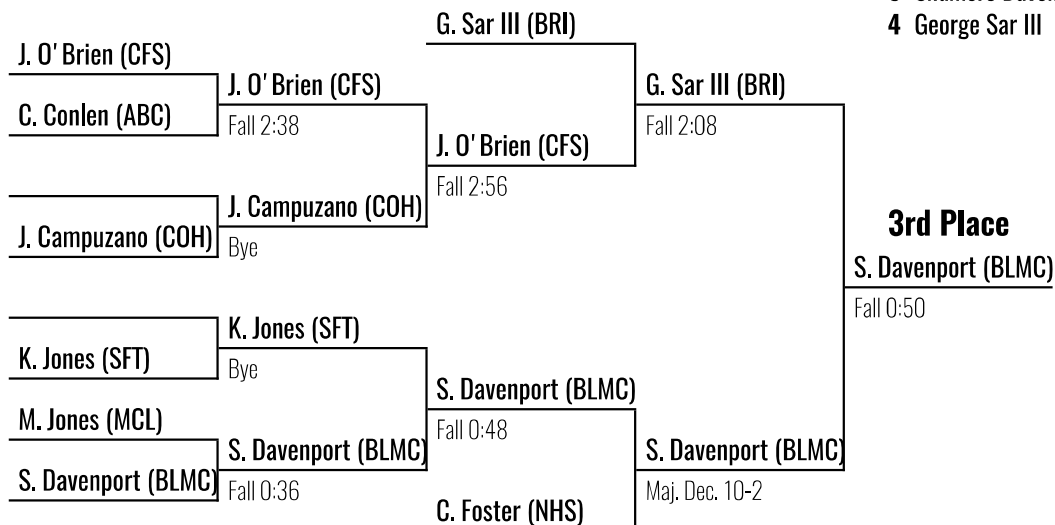 4 George Sar III
G. Sar III (BRI)
J. O'Brien (CFS)
J. O'Brien (CFS)
G. Sar III (BRI)
C. Conlen (ABC)
Fall 2:38
Fall 2:08
J. O'Brien (CFS)
Fall 2:56
J. Campuzano (COH)
J. Campuzano (COH)
Bye
3rd Place
S. Davenport (BLMC)
Fall 0:50
K. Jones (SFT)
K. Jones (SFT)
Bye
S. Davenport (BLMC)
M. Jones (MCL)
Fall 0:48
S. Davenport (BLMC)
S. Davenport (BLMC)
S. Davenport (BLMC)
Fall 0:36
Maj. Dec. 10-2
C. Foster (NHS)